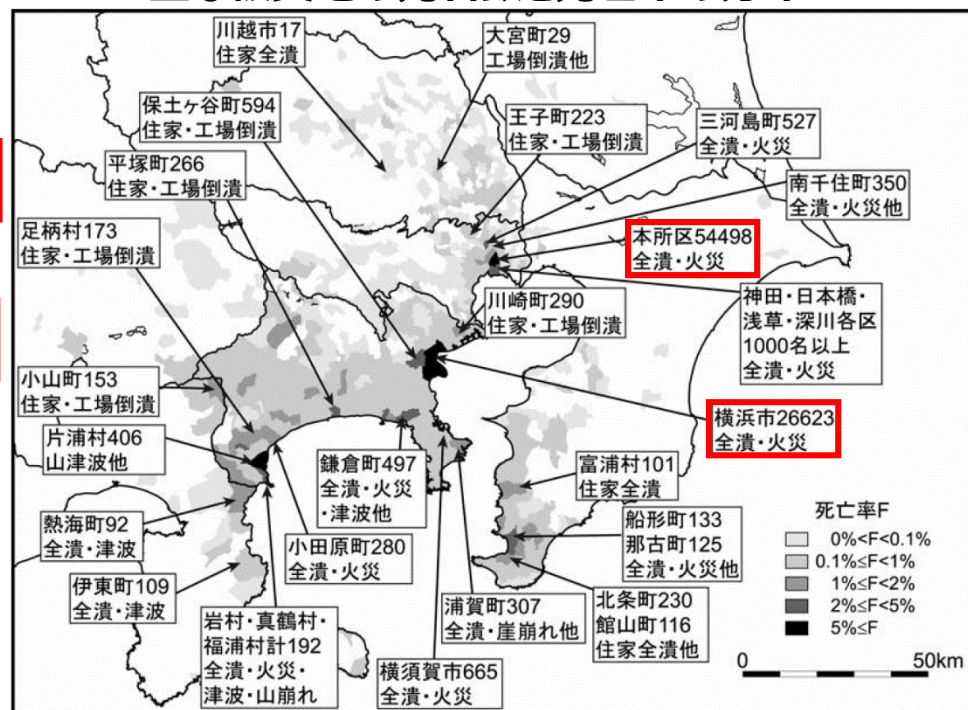 川越市17
住家全潰
大宮町29
工場倒潰他
保土ヶ谷町594
住家・工場倒潰
王子町223
住家・工場倒潰
三河島町527
全潰・火災
平塚町266
住家・工場倒潰
南千住町350
全潰・火災他
足柄村173
住家・工場倒潰
本所区54498
全潰・火災
川崎町290
住家・工場倒潰
神田・日本橋・
浅草・深川各区
1000名以上
全潰・火災
小山町153
住家・工場倒潰
横浜市26623
全潰・火災
片浦村406
山津波他
鎌倉町497
全潰・火災
・津波他
富浦村101
住家全潰
熱海町92
全潰・津波
小田原町280
全潰・火災
船形町133
那古町125
全潰・火災他
伊東町109
全潰・津波
浦賀町307
全潰・崖崩れ他
北条町230
館山町116
住家全潰他
岩村・真鶴村・
福浦村計192
全潰・火災・
津波・山崩れ
横須賀市665
全潰・火災
死亡率F
0%<F<0.1%
0.1%≤F<1%
1%≤F<2%
2%≤F<5%
5%≤F
0 50km